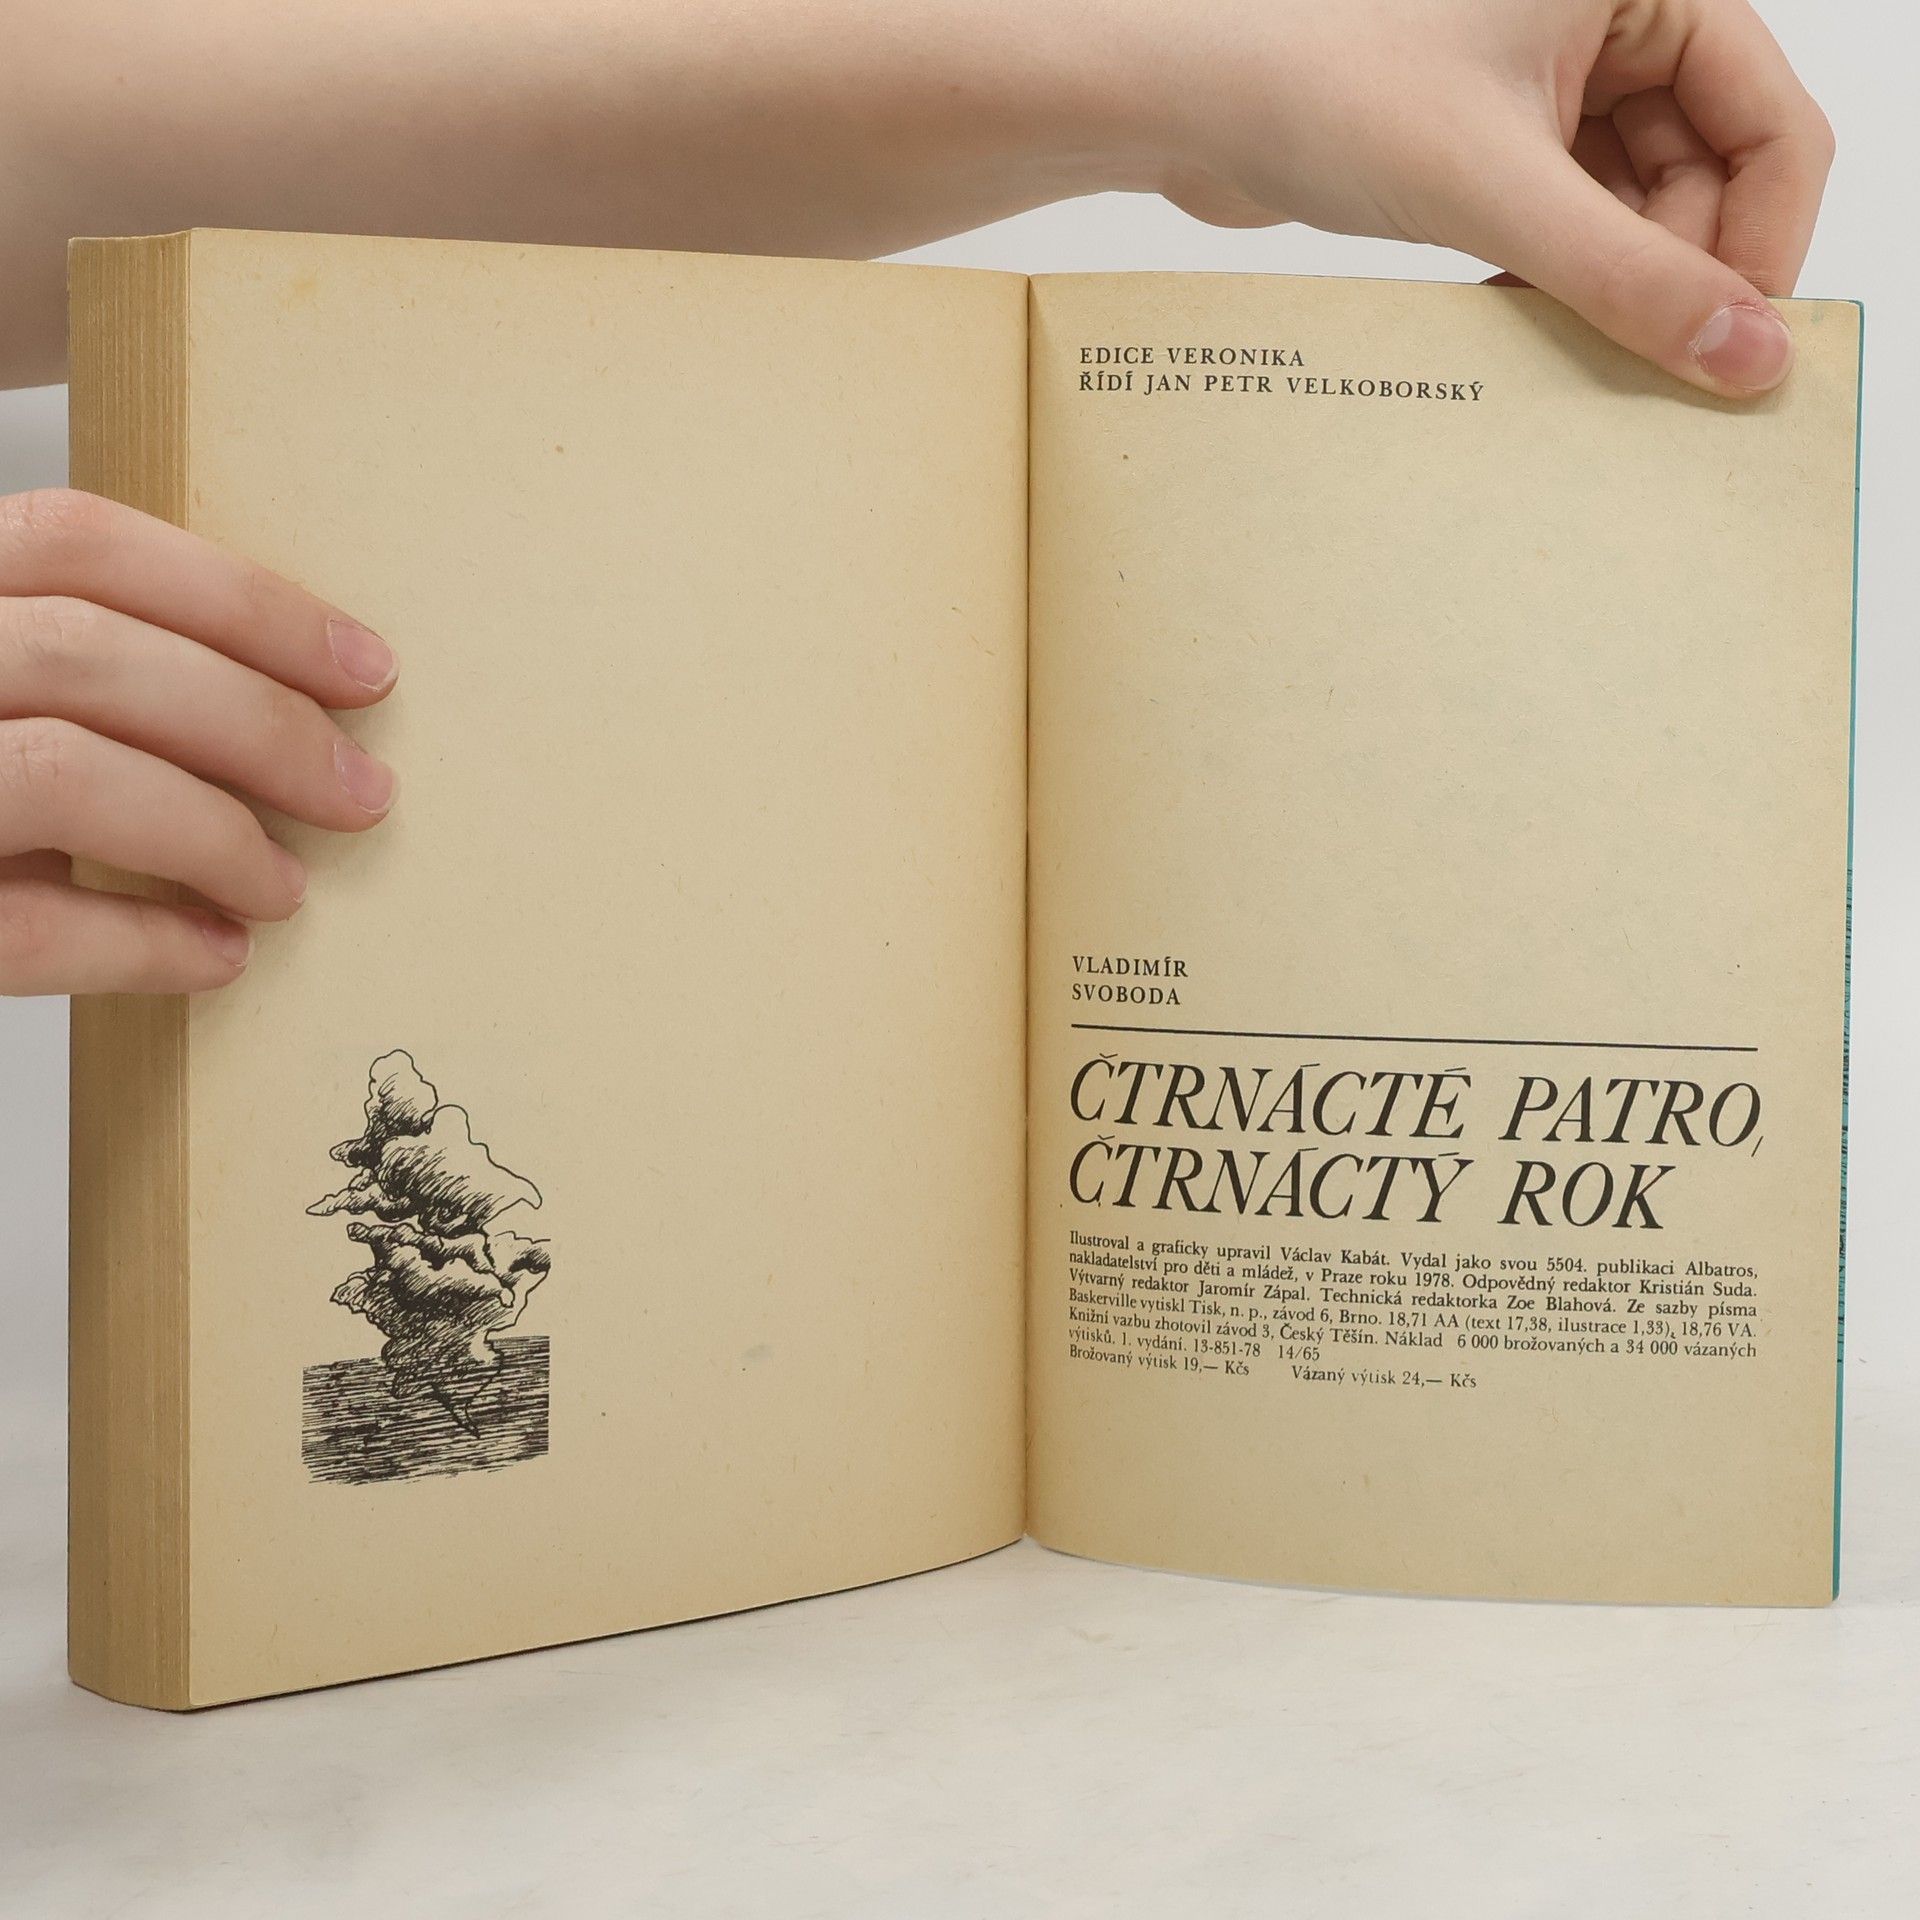 EDICE VERONIKA
ŘÍDÍ JAN PETR VELKOBORSKÝ
VLADIMÍR
SVOBODA
ČTRNÁCTÉ PATRO,
ČTRNÁCTÝ ROK
Ilustroval a graficky upravil Václav Kabát. Vydal jako svou 5504. publikaci Albatros,
nakladatelství pro děti a mládež, v Praze roku 1978. Odpovědný redaktor Kristián Suda.
Výtvarný redaktor Jaromír Zápal. Technická redaktorka Zoe Blahová. Ze sazby písma
Baskerville vytiskl Tisk, n. p., závod 6, Brno. 18,71 AA (text 17,38, ilustrace 1,33), 18,76 VA.
Knižní vazbu zhotovil závod 3, Český Těšín. Náklad 6 000 brožovaných a 34 000 vázaných
výtisků. 1. vydání. 13-851-78 14/65
Brožovaný výtisk 19,— Kčs Vázaný výtisk 24,— Kčs